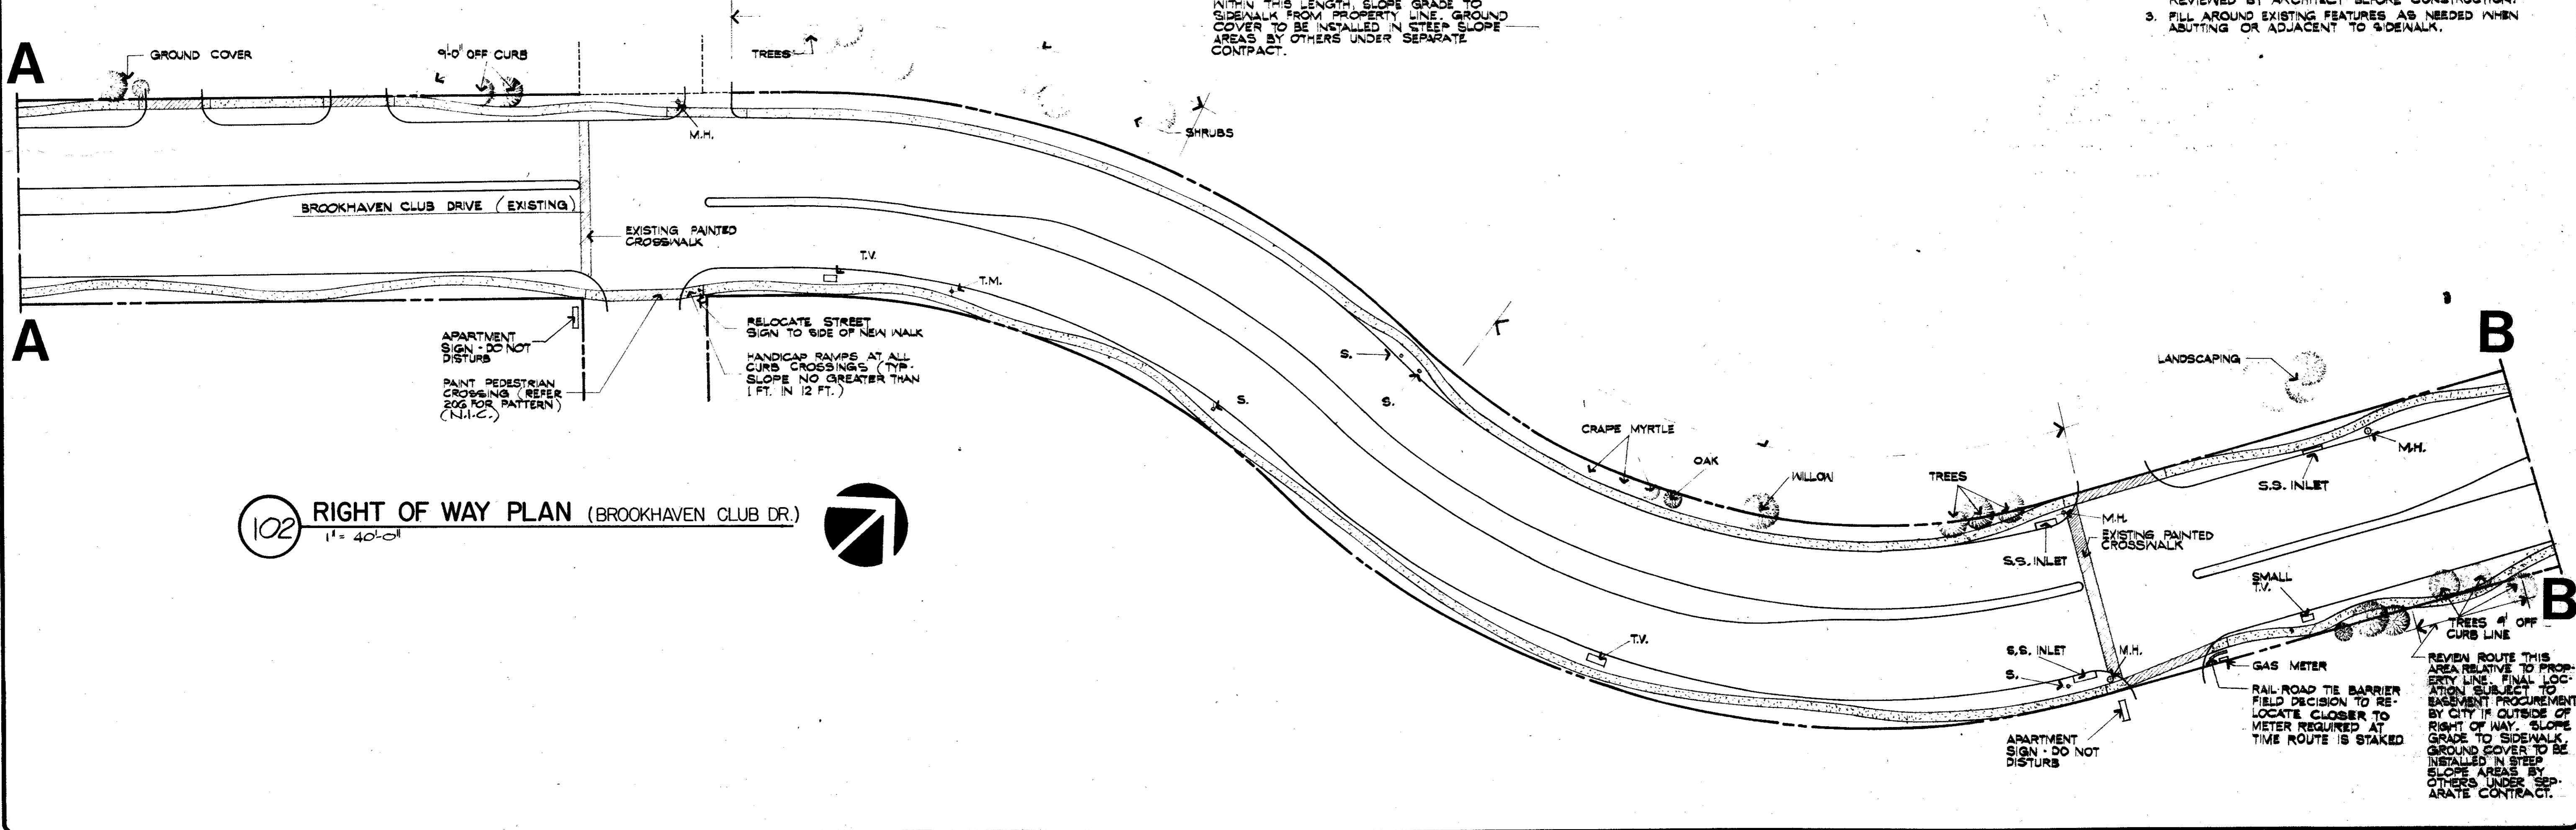 WITHIN THIS LENGTH, SLOPE GRADE TO
SIDEWALK FROM PROPERTY LINE. GROUND
COVER TO BE INSTALLED IN STEEP SLOPE
AREAS BY OTHERS UNDER SEPARATE
CONTRACT.
REVIEWED BY ARCHITECT BEFORE CONSTRUCTION.
3. FILL AROUND EXISTING FEATURES AS NEEDED WHEN
ABUTTING OR ADJACENT TO SIDEWALK.
A
GROUND COVER
9'-0" OFF CURB
TREES
M.H.
SHRUBS
BROOKHAVEN CLUB DRIVE (EXISTING)
EXISTING PAINTED
CROSSWALK
T.V.
T.M.
A
APARTMENT
SIGN - DO NOT
DISTURB
RELOCATE STREET
SIGN TO SIDE OF NEW WALK
HANDICAP RAMPS AT ALL
CURB CROSSINGS (TYP.
SLOPE NO GREATER THAN
1 FT. IN 12 FT.)
PAINT PEDESTRIAN
CROSSING (REFER
206 FOR PATTERN)
(N.I.C.)
S.
S.
S.
B
LANDSCAPING
CRAPE MYRTLE
OAK
WILLOW
TREES
M.H.
S.S. INLET
M.H.
EXISTING PAINTED
CROSSWALK
S.S. INLET
102 RIGHT OF WAY PLAN (BROOKHAVEN CLUB DR.)
1" = 40'-0"
SMALL
T.V.
B
TREES 9' OFF
CURB LINE
T.V.
S.S. INLET
S.
M.H.
GAS METER
RAIL-ROAD TIE BARRIER
FIELD DECISION TO RE-
LOCATE CLOSER TO
METER REQUIRED AT
TIME ROUTE IS STAKED
REVIEW ROUTE THIS
AREA RELATIVE TO PROP-
ERTY LINE. FINAL LOC-
ATION SUBJECT TO
EASEMENT PROCUREMENT
BY CITY IF OUTSIDE OF
RIGHT OF WAY. SLOPE
GRADE TO SIDEWALK.
GROUND COVER TO BE
INSTALLED IN STEEP
SLOPE AREAS BY
OTHERS UNDER SEP-
ARATE CONTRACT.
APARTMENT
SIGN - DO NOT
DISTURB